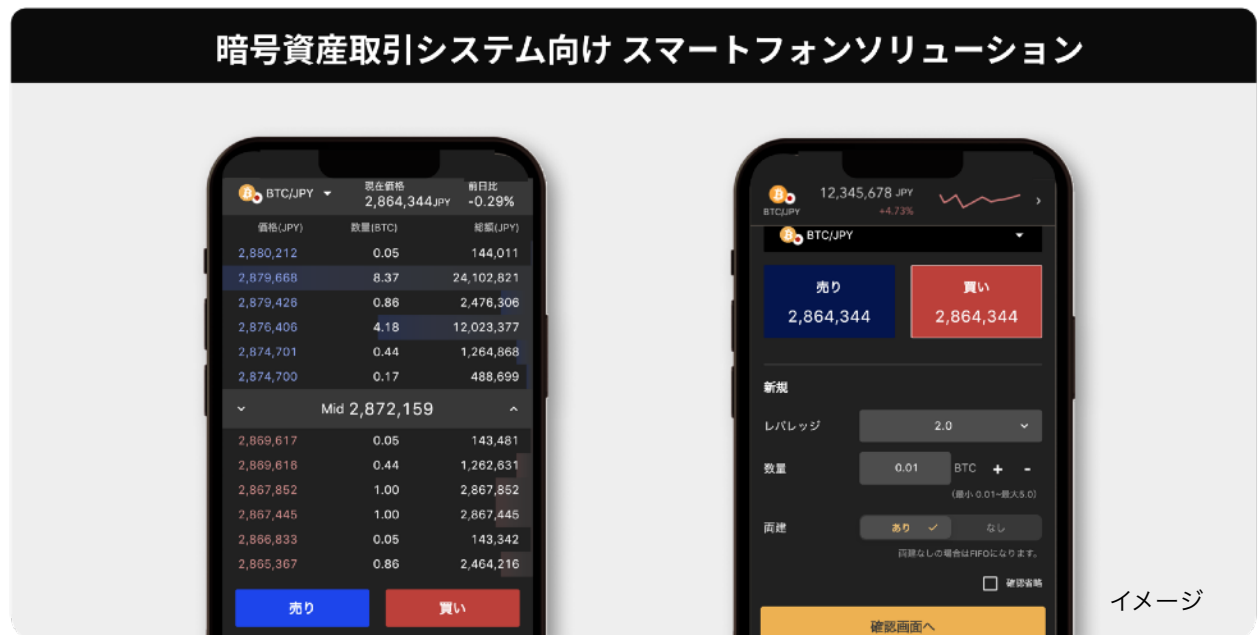 暗号資産取引システム向け スマートフォンソリューション
BTC/JPY
現在価格
2,864,344 JPY
前日比
-0.29%
価格(JPY) 数量(BTC) 総額(JPY)
2,880,212 0.05 144,011
2,879,668 8.37 24,102,821
2,879,426 0.86 2,476,306
2,876,406 4.18 12,023,377
2,874,701 0.44 1,264,868
2,874,700 0.17 488,699
Mid 2,872,159
2,869,617 0.05 143,481
2,869,616 0.44 1,262,631
2,867,852 1.00 2,867,852
2,867,445 1.00 2,867,445
2,866,833 0.05 143,342
2,865,367 0.86 2,464,216
売り 買い
BTC/JPY
12,345,678 JPY
+4.73%
BTC/JPY
売り
2,864,344
買い
2,864,344
新規
レバレッジ 2.0
数量 0.01 BTC + -
(最小 0.01~最大5.0)
両建 あり なし
両建なしの場合はFIFOになります。
確認省略
確認画面へ
イメージ